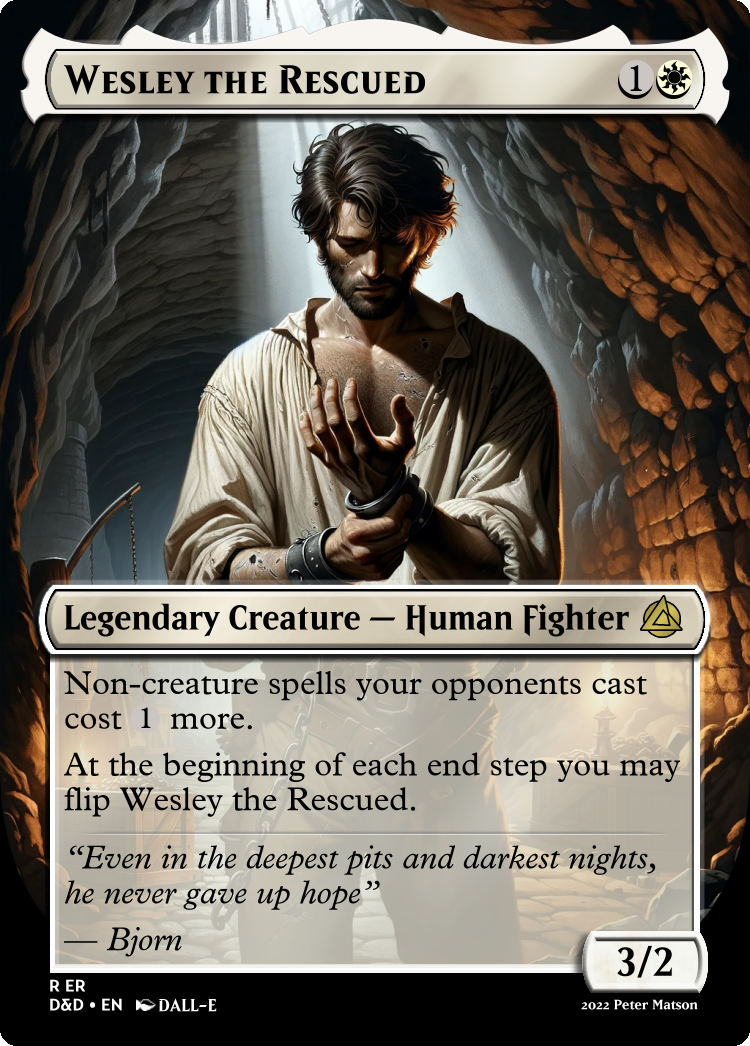 Wesley the Rescued 1
Legendary Creature — Human Fighter
Non-creature spells your opponents cast
cost 1 more.
At the beginning of each end step you may
flip Wesley the Rescued.
“Even in the deepest pits and darkest nights,
he never gave up hope”
— Bjorn
3/2
R ER
D&D • EN DALL-E
2022 Peter Matson